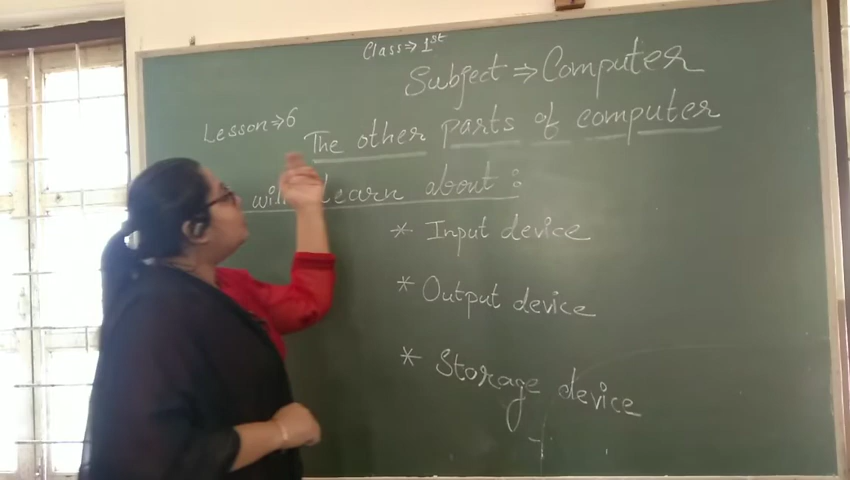 Class⇒ 1st
Subject ⇒ Computer
Lesson⇒6
The other parts of computer
will learn about :
* Input device
* Output device
* Storage device